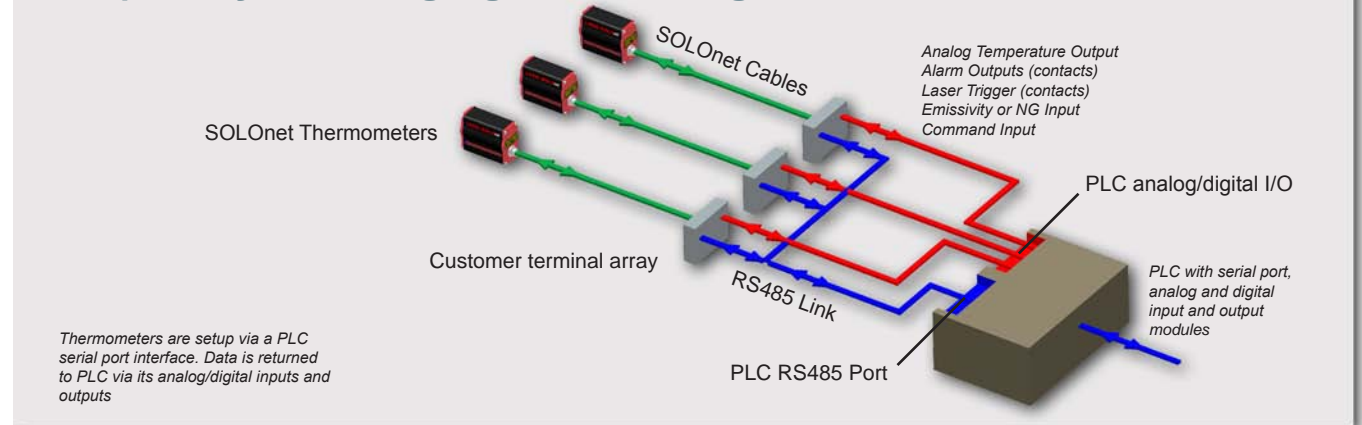 SOLOnet Cables
Analog Temperature Output
Alarm Outputs (contacts)
Laser Trigger (contacts)
Emissivity or NG Input
Command Input
SOLOnet Thermometers
PLC analog/digital I/O
Customer terminal array
RS485 Link
PLC with serial port,
analog and digital
input and output
modules
Thermometers are setup via a PLC
serial port interface. Data is returned
to PLC via its analog/digital inputs and
outputs
PLC RS485 Port